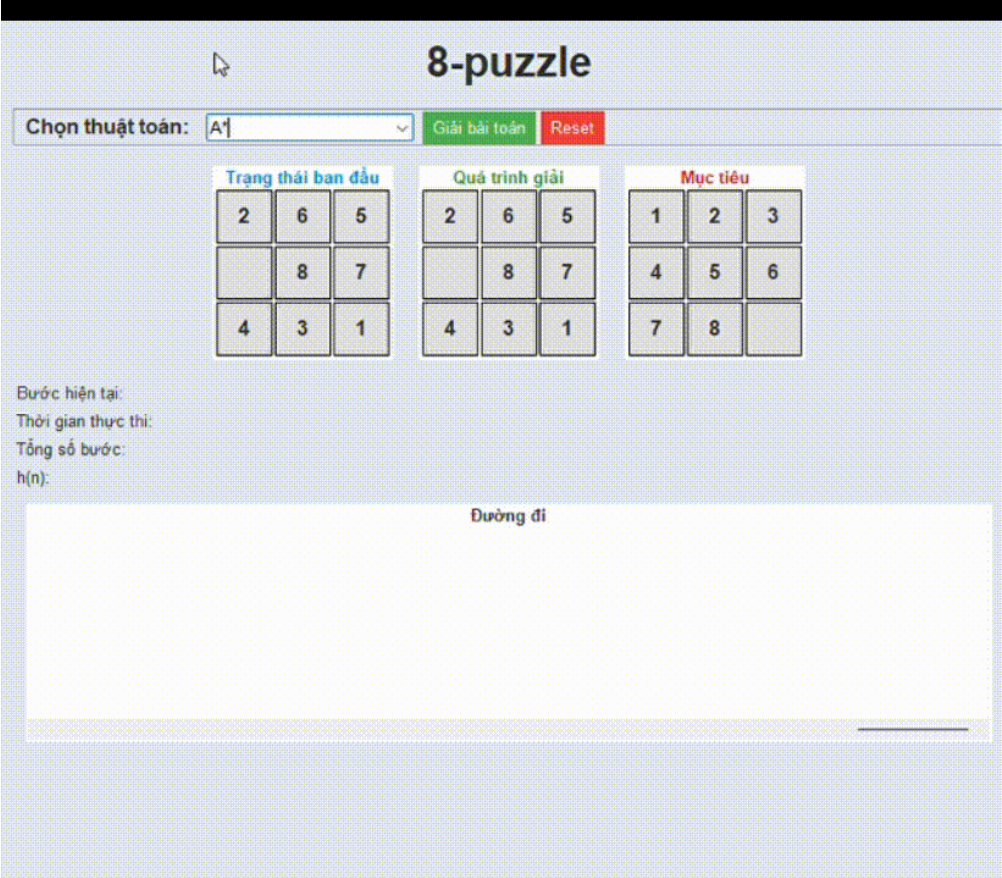 8-puzzle
Chọn thuật toán: A* Giải bài toán Reset
Trạng thái ban đầu Quá trình giải Mục tiêu
2 6 5 2 6 5 1 2 3
8 7 8 7 4 5 6
4 3 1 4 3 1 7 8
Bước hiện tại:
Thời gian thực thi:
Tổng số bước:
h(n):
Đường đi